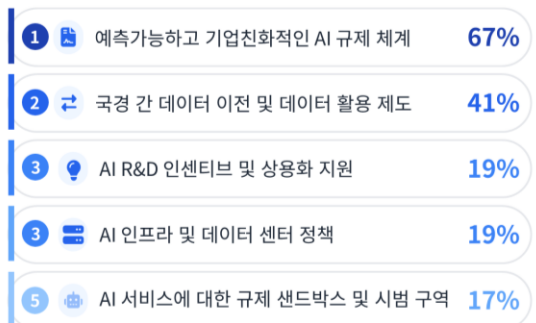 1 예측가능하고 기업친화적인 AI 규제 체계 67%
2 국경 간 데이터 이전 및 데이터 활용 제도 41%
3 AI R&D 인센티브 및 상용화 지원 19%
3 AI 인프라 및 데이터 센터 정책 19%
5 AI 서비스에 대한 규제 샌드박스 및 시범 구역 17%